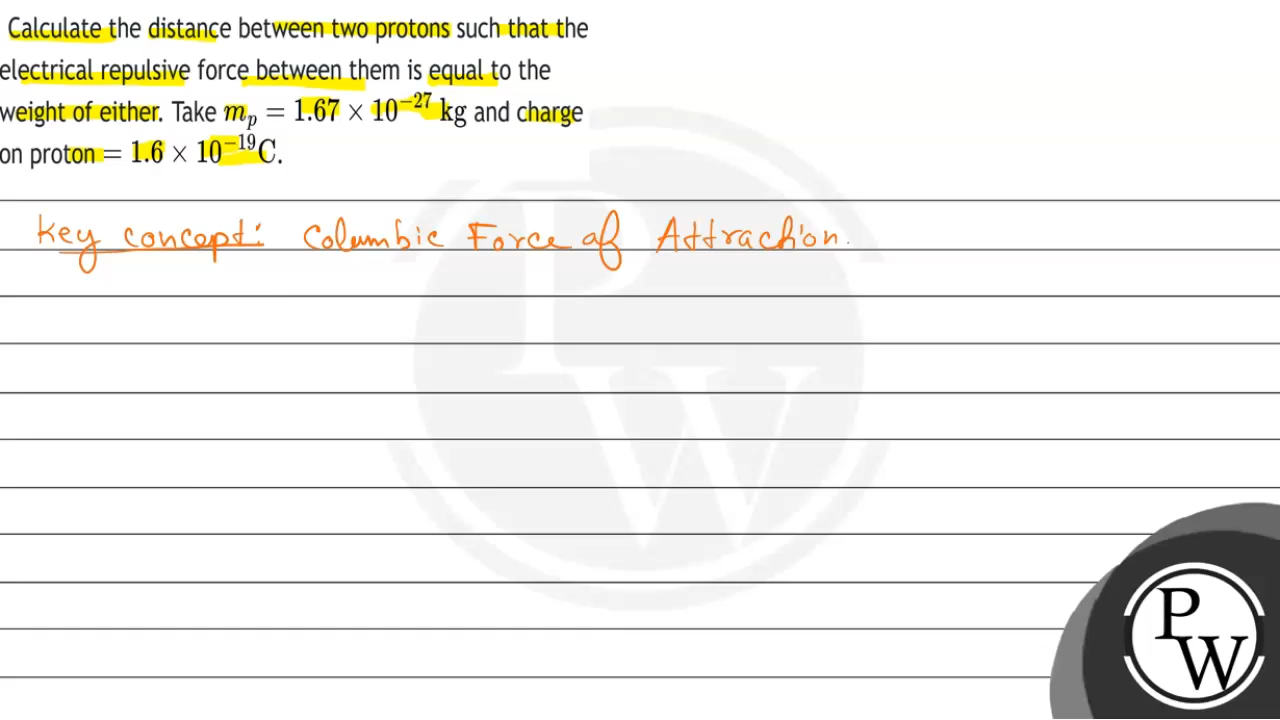 Calculate the distance between two protons such that the
electrical repulsive force between them is equal to the
weight of either. Take m_p = 1.67 × 10^{-27} kg and charge
on proton = 1.6 × 10^{-19} C.
Key concept: Columbic Force of Attraction.
P
W
P
W